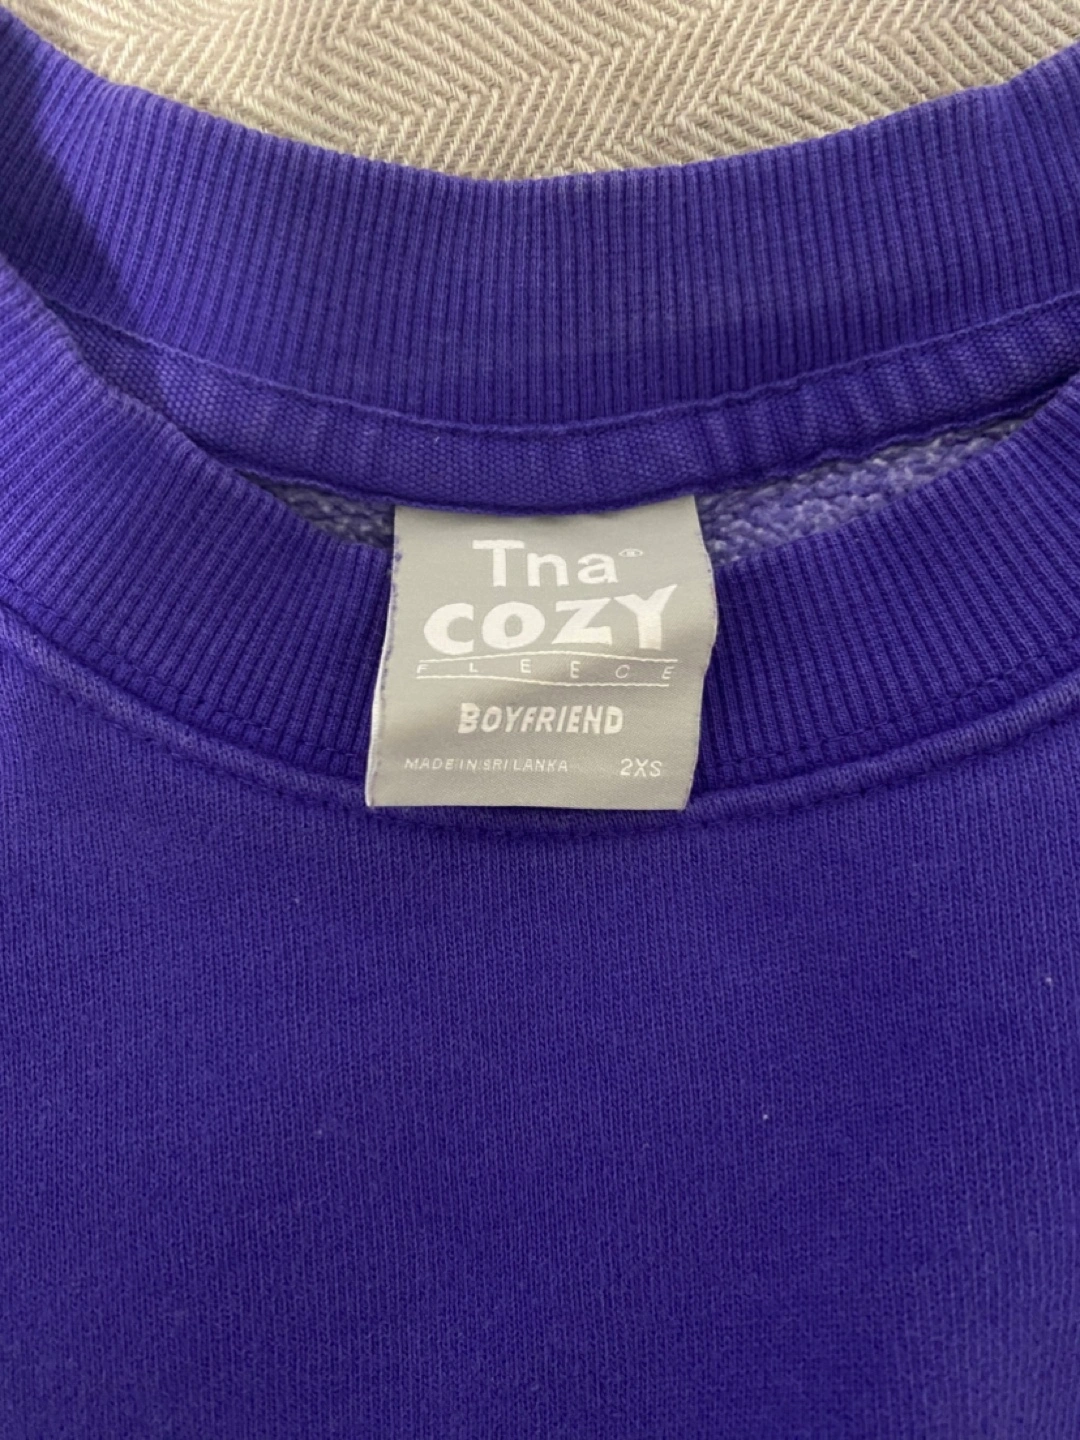 Tna®
COZY
FLEECE
BOYFRIEND
MADE IN SRI LANKA 2XS